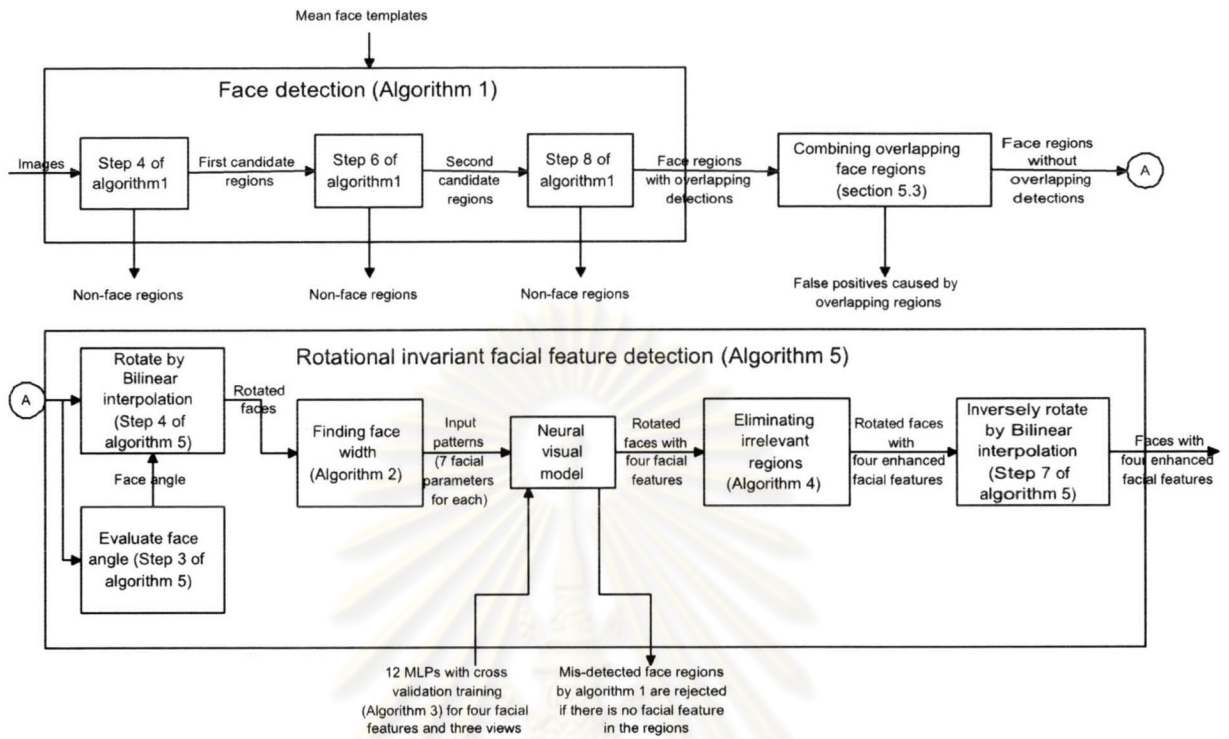 Mean face templates
Face detection (Algorithm 1)
Images
Step 4 of
algorithm1
First candidate
regions
Step 6 of
algorithm1
Second
candidate
regions
Step 8 of
algorithm1
Face regions
with overlapping
detections
Combining overlapping
face regions
(section 5.3)
Face regions
without
overlapping
detections
A
Non-face regions
Non-face regions
Non-face regions
False positives caused by
overlapping regions
Rotational invariant facial feature detection (Algorithm 5)
A
Rotate by
Bilinear
interpolation
(Step 4 of
algorithm 5)
Rotated
faces
Face angle
Evaluate face
angle (Step 3 of
algorithm 5)
Finding face
width
(Algorithm 2)
Input
patterns
(7 facial
parameters
for each)
Neural
visual
model
Rotated
faces with
four facial
features
Eliminating
irrelevant
regions
(Algorithm 4)
Rotated faces
with
four enhanced
facial features
Inversely rotate
by Bilinear
interpolation
(Step 7 of
algorithm 5)
Faces with
four enhanced
facial features
12 MLPs with cross
validation training
(Algorithm 3) for four facial
features and three views
Mis-detected face regions
by algorithm 1 are rejected
if there is no facial feature
in the regions